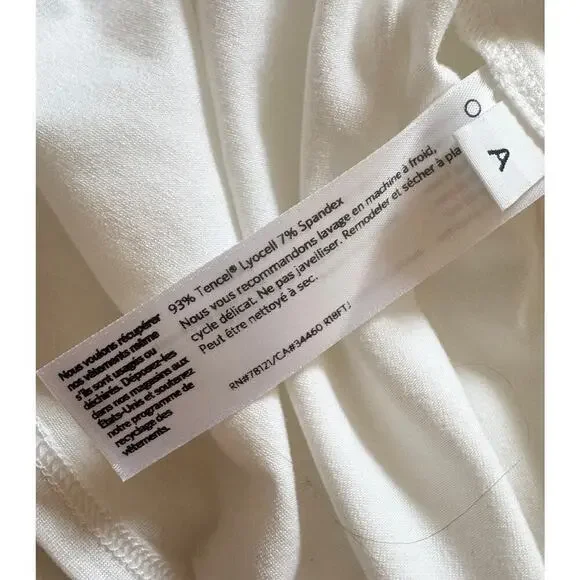 A
93% Tencel® Lyocell 7% Spandex
Nous vous recommandons lavage en machine à froid,
cycle délicat. Ne pas javelliser. Remodeler et sécher à pla
Peut être nettoyé à sec.
RN#78121/CA#34460 R18FTJ
Nous voulons récupérer
nos vêtements même
s'ils sont usagés ou
déchirés. Déposez-les
dans nos magasins aux
États-Unis et soutenez
notre programme de
recyclage des
vêtements.